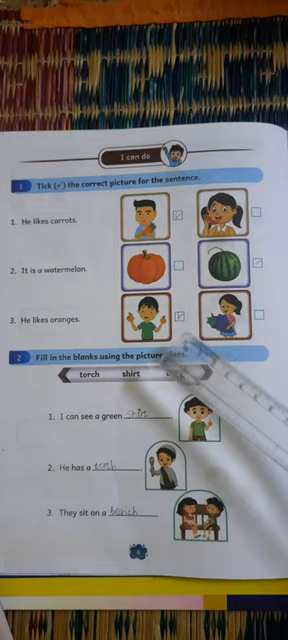 I can do
1 Tick (✓) the correct picture for the sentence.
1. He likes carrots.
2. It is a watermelon.
3. He likes oranges.
2 Fill in the blanks using the picture clues.
torch shirt
1. I can see a green shirt
2. He has a torch
3. They sit on a bench